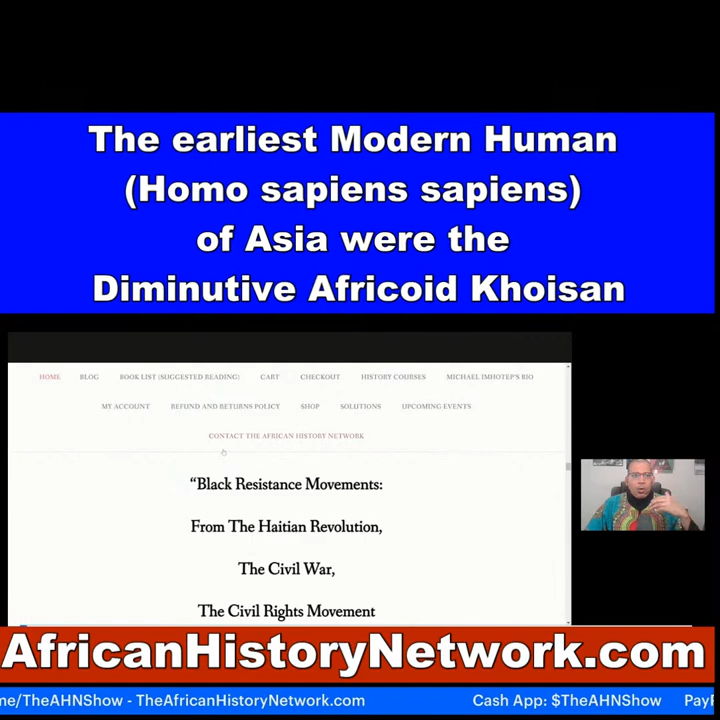 The earliest Modern Human
(Homo sapiens sapiens)
of Asia were the
Diminutive Africoid Khoisan
HOME BLOG BOOK LIST (SUGGESTED READING) CART CHECKOUT HISTORY COURSES MICHAEL IMHOTEP'S BIO
MY ACCOUNT REFUND AND RETURNS POLICY SHOP SOLUTIONS UPCOMING EVENTS
CONTACT THE AFRICAN HISTORY NETWORK
“Black Resistance Movements:
From The Haitian Revolution,
The Civil War,
The Civil Rights Movement
AfricanHistoryNetwork.com
me/TheAHNShow - TheAfricanHistoryNetwork.com Cash App: $TheAHNShow PayP